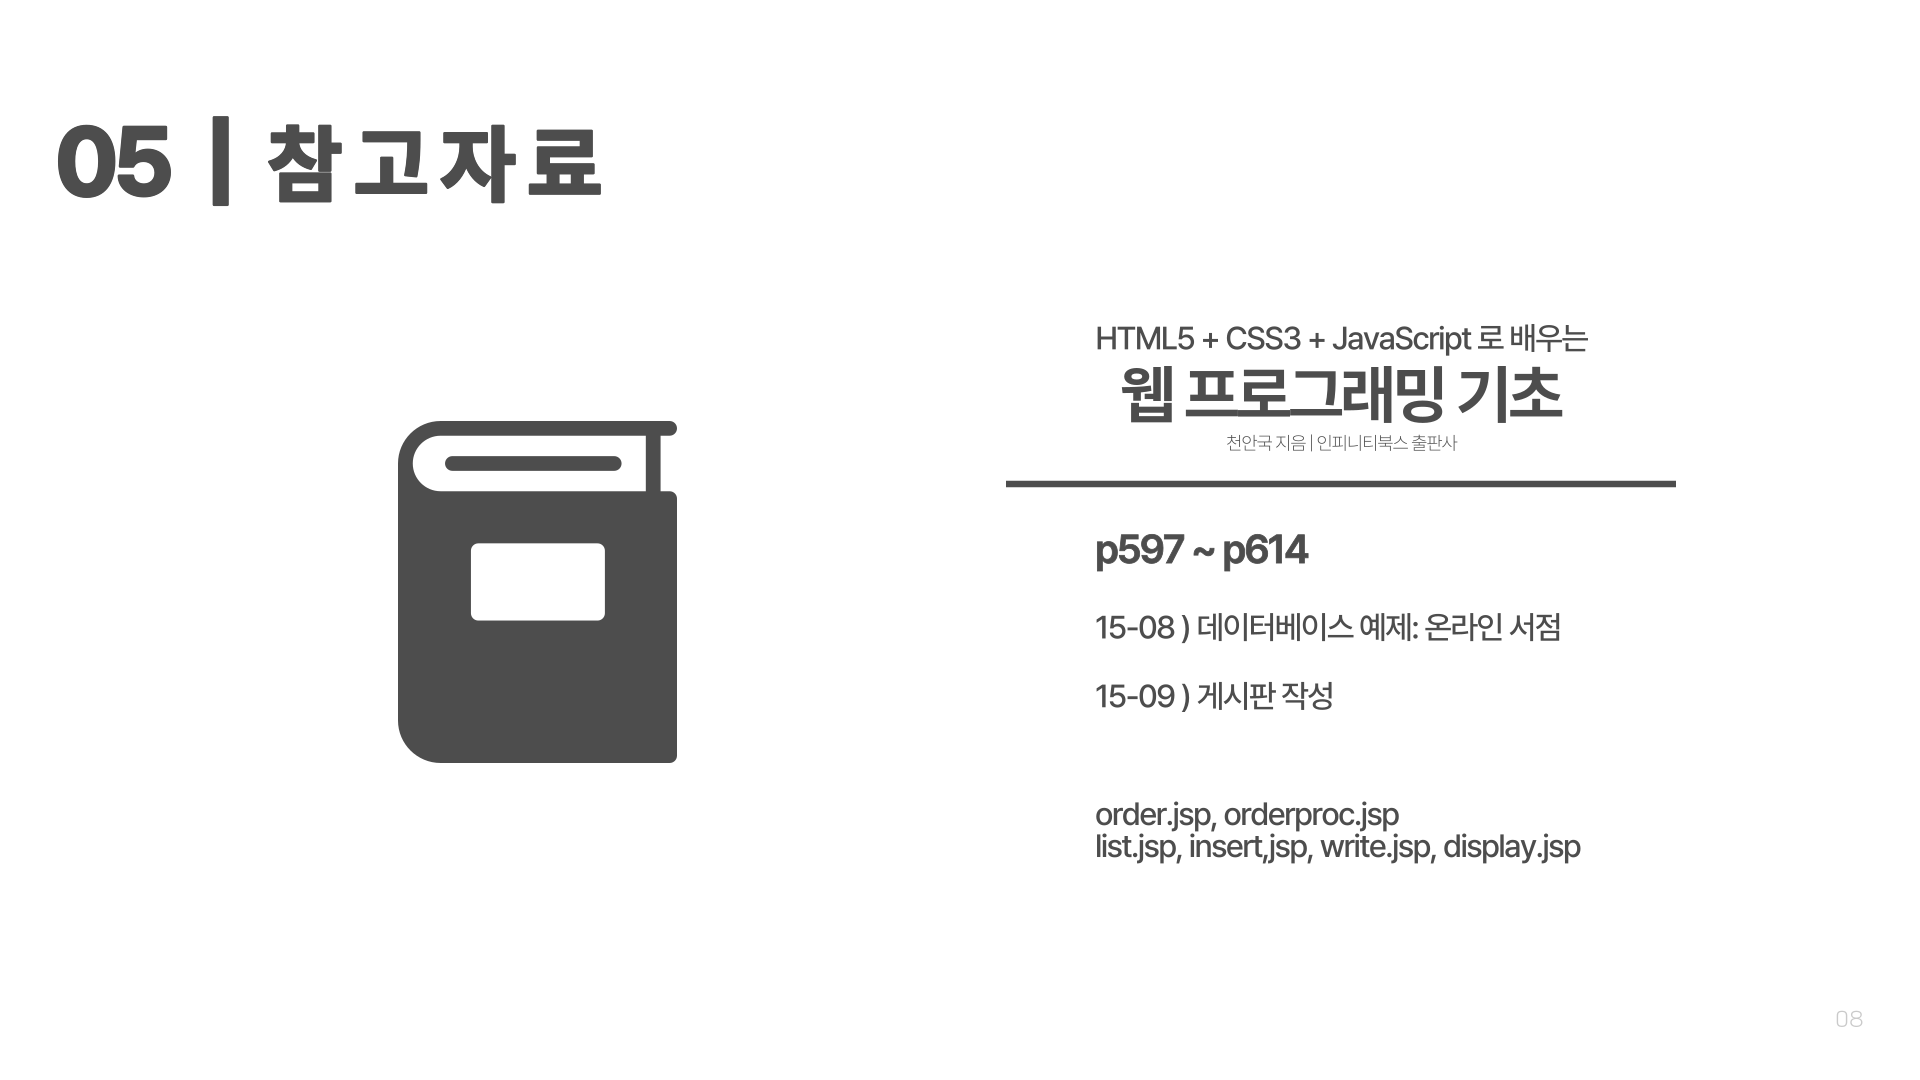 05 | 참고자료
HTML5 + CSS3 + JavaScript 로 배우는
웹 프로그래밍 기초
천안국 지음 | 인피니티북스 출판사
p597 ~ p614
15-08 ) 데이터베이스 예제: 온라인 서점
15-09 ) 게시판 작성
order.jsp, orderproc.jsp
list.jsp, insert,jsp, write.jsp, display.jsp
08